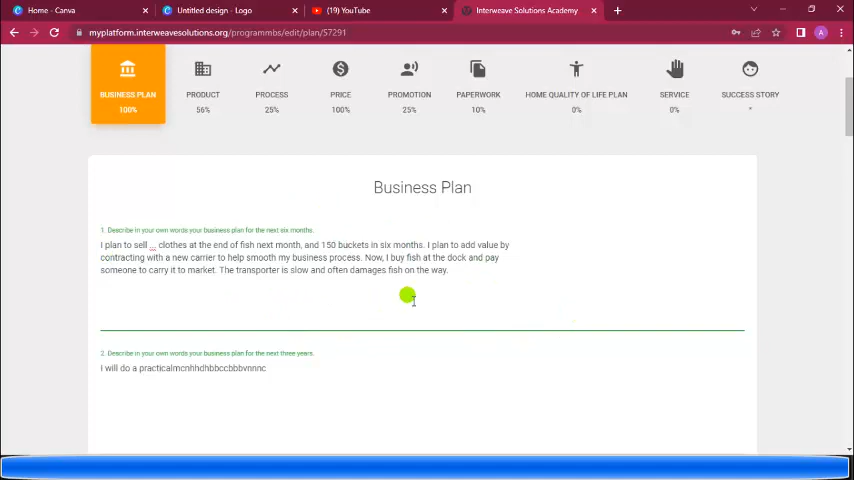 Home - Canva
Untitled design - Logo
(19) YouTube
Interweave Solutions Academy
myplatform.interweavesolutions.org/programmbs/edit/plan/57291
A
BUSINESS PLAN
100%
PRODUCT
56%
PROCESS
25%
PRICE
100%
PROMOTION
25%
PAPERWORK
10%
HOME QUALITY OF LIFE PLAN
0%
SERVICE
0%
SUCCESS STORY
*
Business Plan
1. Describe in your own words your business plan for the next six months.
I plan to sell ... clothes at the end of fish next month, and 150 buckets in six months. I plan to add value by
contracting with a new carrier to help smooth my business process. Now, I buy fish at the dock and pay
someone to carry it to market. The transporter is slow and often damages fish on the way.
2. Describe in your own words your business plan for the next three years.
I will do a practicalmcnhhdhbbccbbbvnnnc